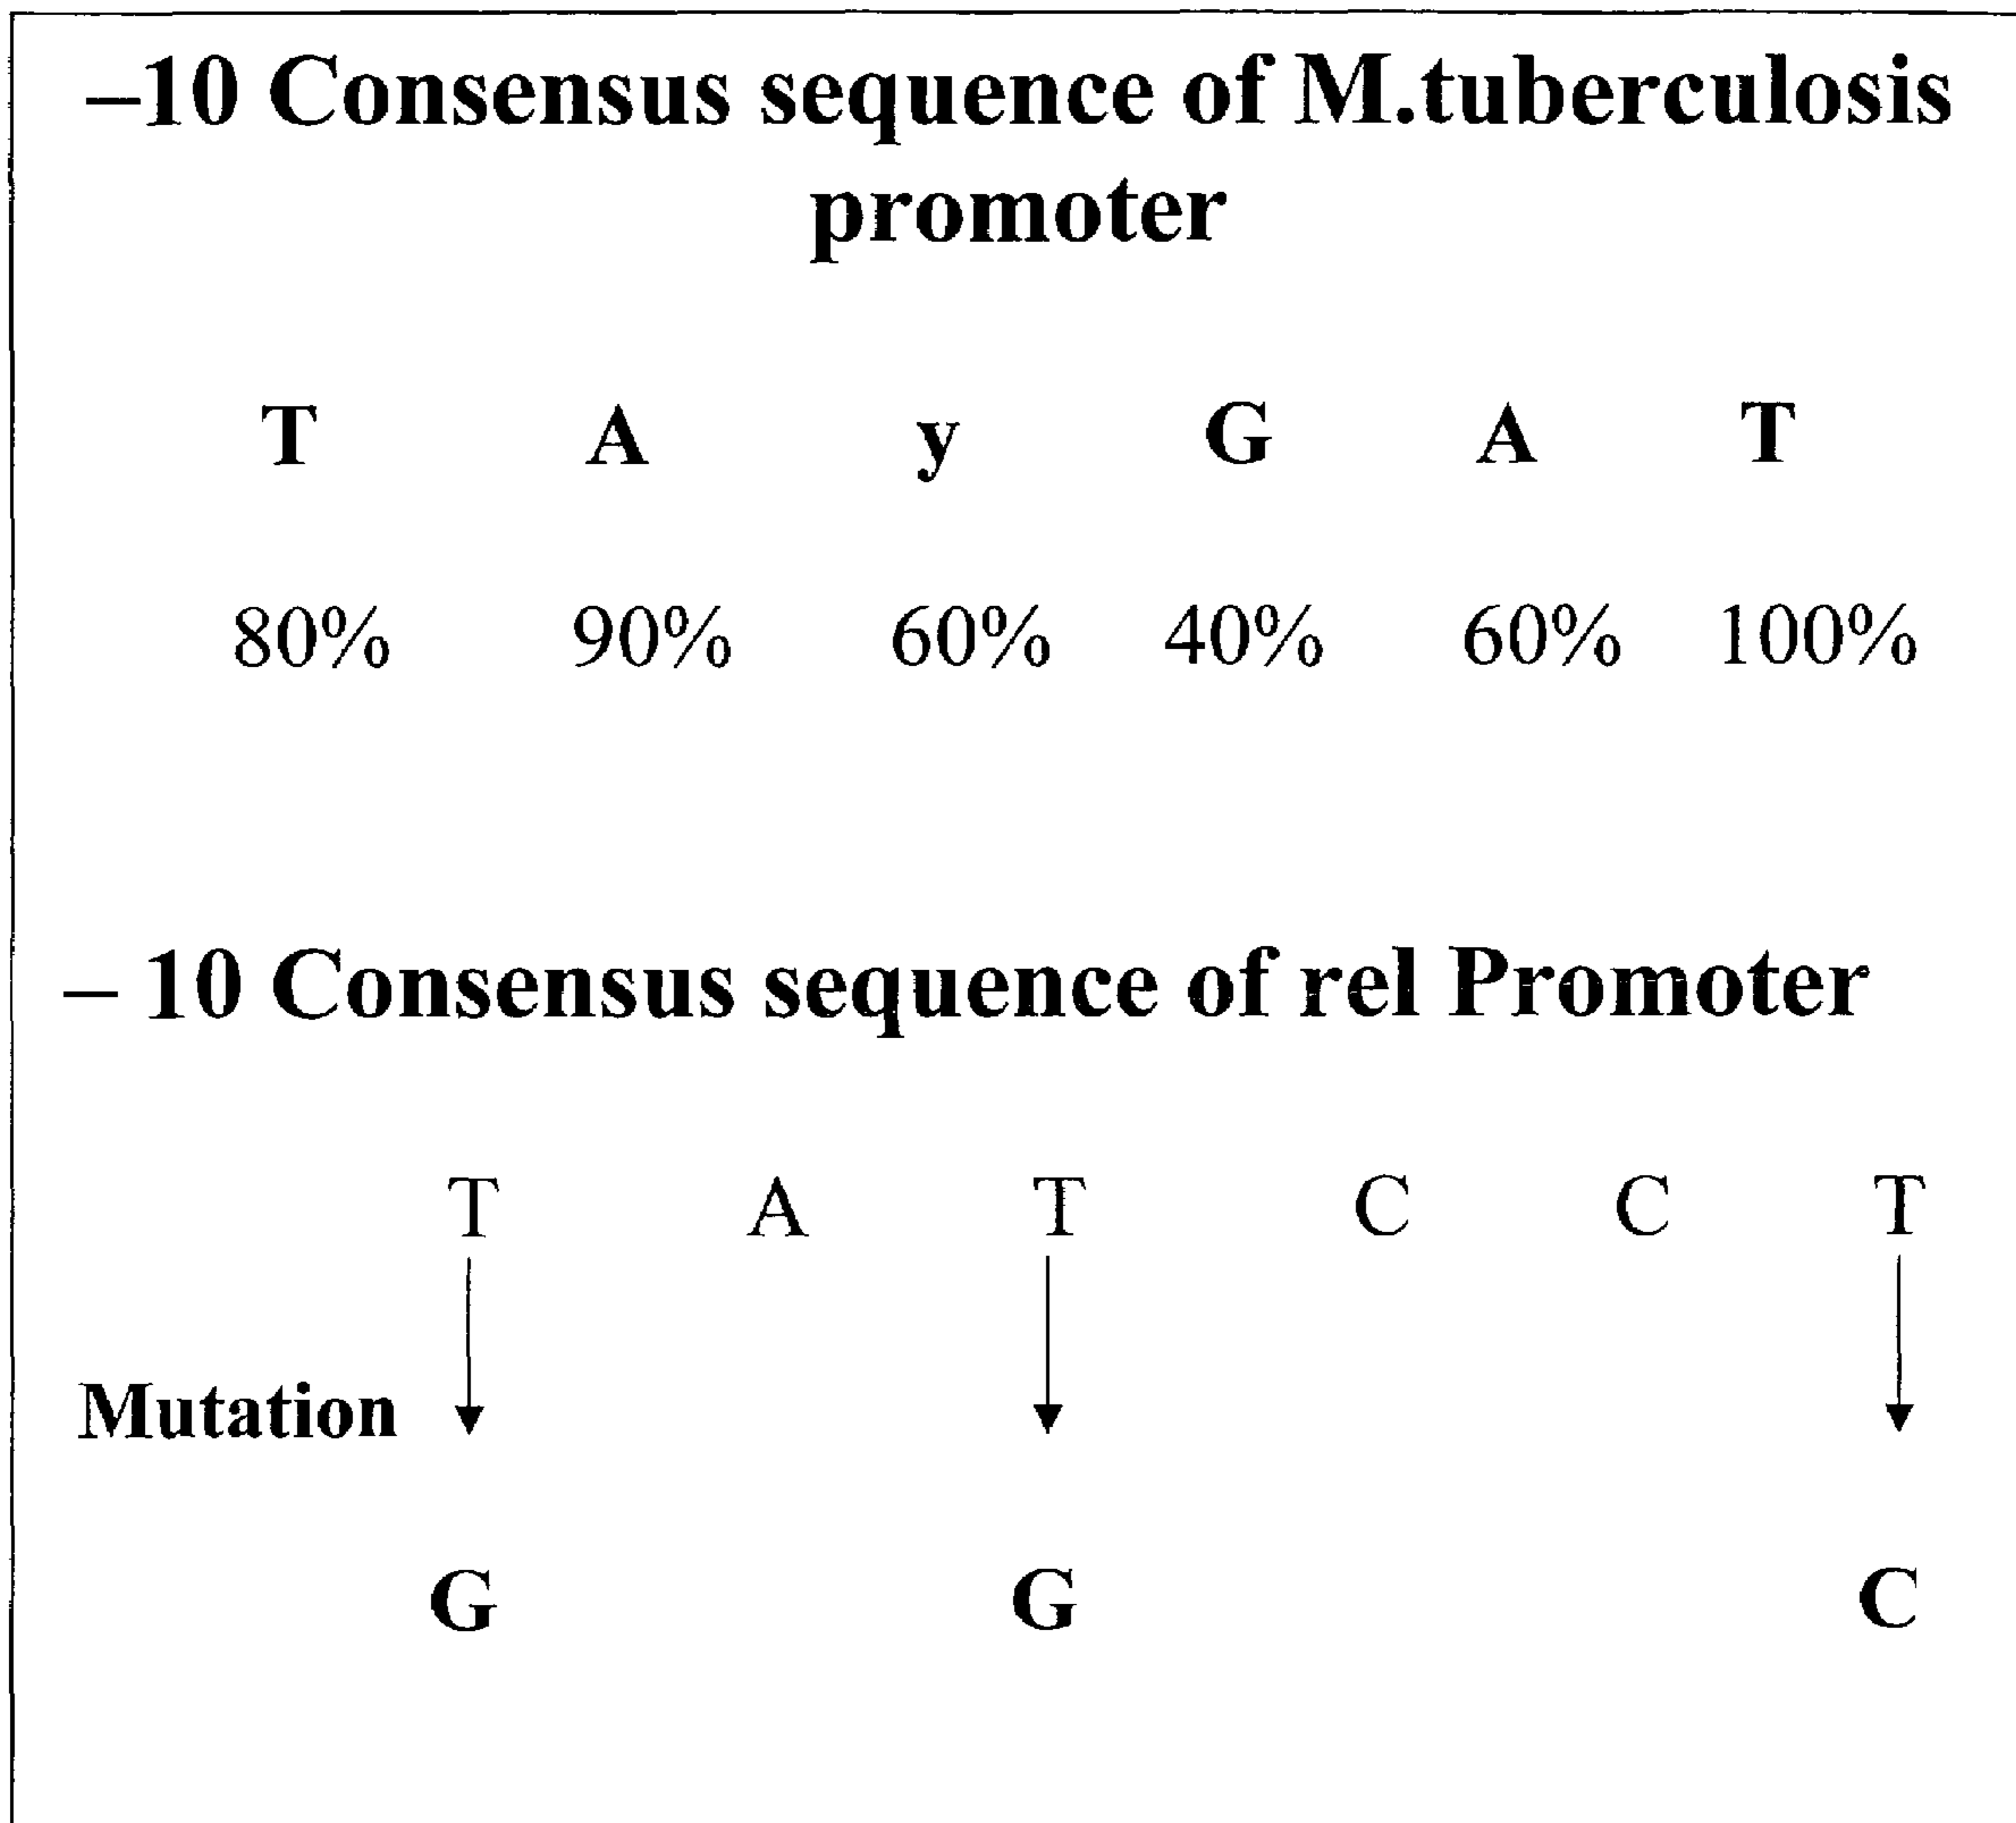 –10 Consensus sequence of M.tuberculosis
promoter
T A y G A T
80% 90% 60% 40% 60% 100%
– 10 Consensus sequence of rel Promoter
T A T C C T
Mutation
G G C